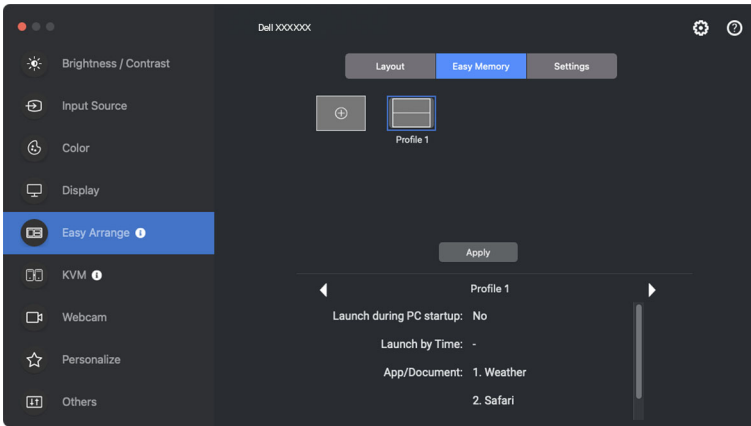 Dell XXXXXX
Brightness / Contrast
Input Source
Color
Display
Easy Arrange
KVM
Webcam
Personalize
Others
Layout
Easy Memory
Settings
Profile 1
Apply
Profile 1
Launch during PC startup: No
Launch by Time: -
App/Document: 1. Weather
2. Safari